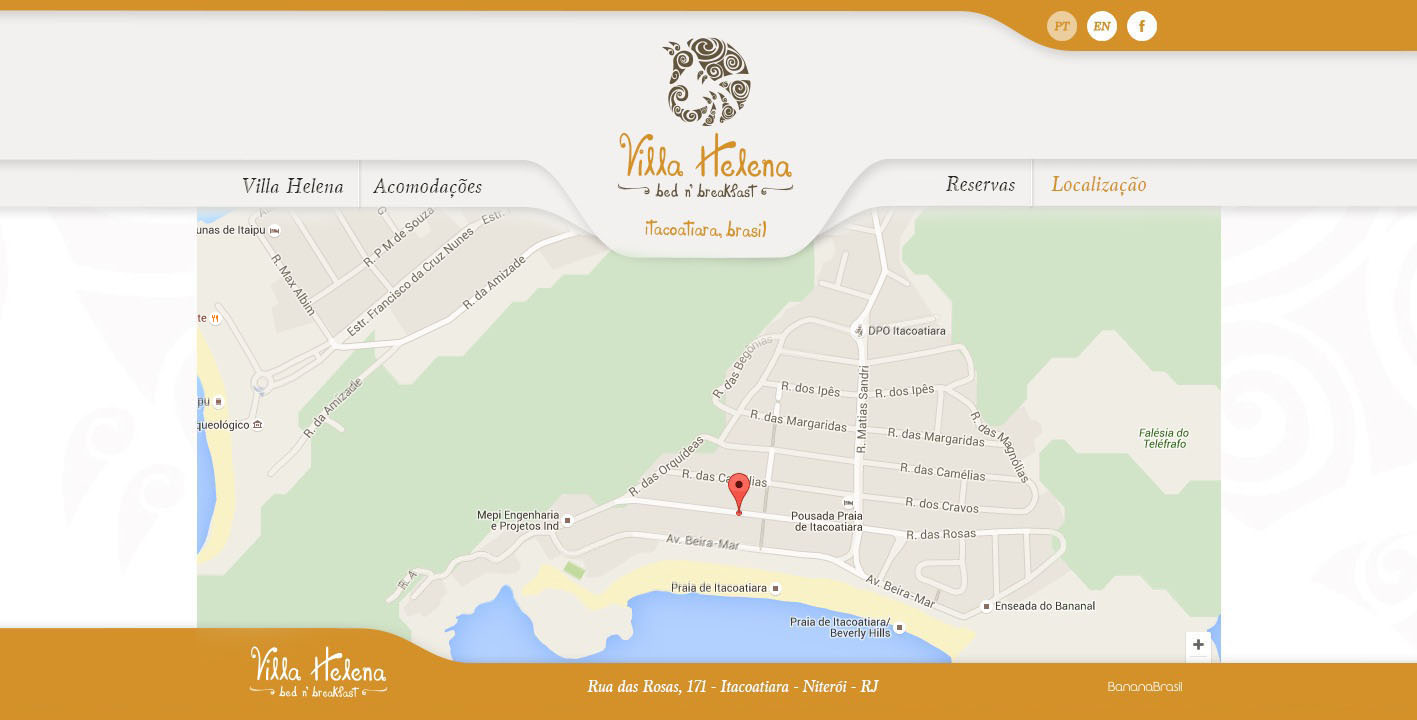 PT EN f
Villa Helena
bed n' breakfast
itacoatiara, brasil
Villa Helena
Acomodações
Reservas
Localização
unas de Itaipu
R. P.M de Souza
Estr.
R. Max Albim
Estr. Francisco da Cruz Nunes
R. da Amizade
te
DPO Itacoatiara
R. das Begônias
R. dos Ipês
R. dos Ipês
R. Matias Sandri
pu
queológico
R. da Amizade
R. das Margaridas
R. das Margaridas
R. das Magnólias
Falésia do
Teléfrafo
R. das Orquídeas
R. das Camélias
R. dos Cravos
Mepi Engenharia
e Projetos Ind
Pousada Praia
de Itacoatiara
R. das Rosas
Av. Beira-Mar
R. A
Av. Beira-Mar
Praia de Itacoatiara
Enseada do Bananal
Praia de Itacoatiara/
Beverly Hills
+
Villa Helena
bed n' breakfast
Rua das Rosas, 171 - Itacoatiara - Niterói - RJ
BananaBrasil